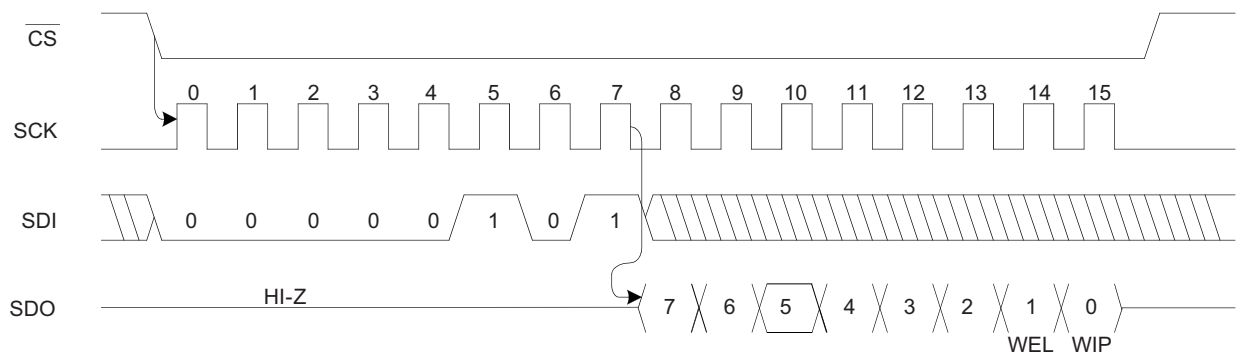 CS
0 1 2 3 4 5 6 7 8 9 10 11 12 13 14 15
SCK
SDI 0 0 0 0 0 1 0 1
HI-Z
SDO 7 6 5 4 3 2 1 0
WEL WIP